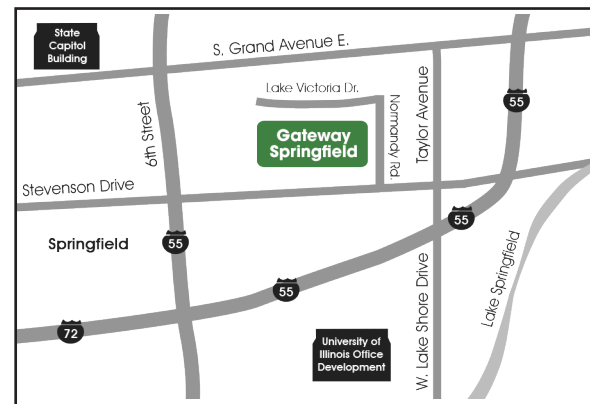 State
Capitol
Building
S. Grand Avenue E.
Lake Victoria Dr.
55
6th Street
Gateway
Springfield
Normandy Rd.
Taylor Avenue
Stevenson Drive
55
Springfield
55
55
Lake Springfield
W. Lake Shore Drive
72
University of
Illinois Office
Development